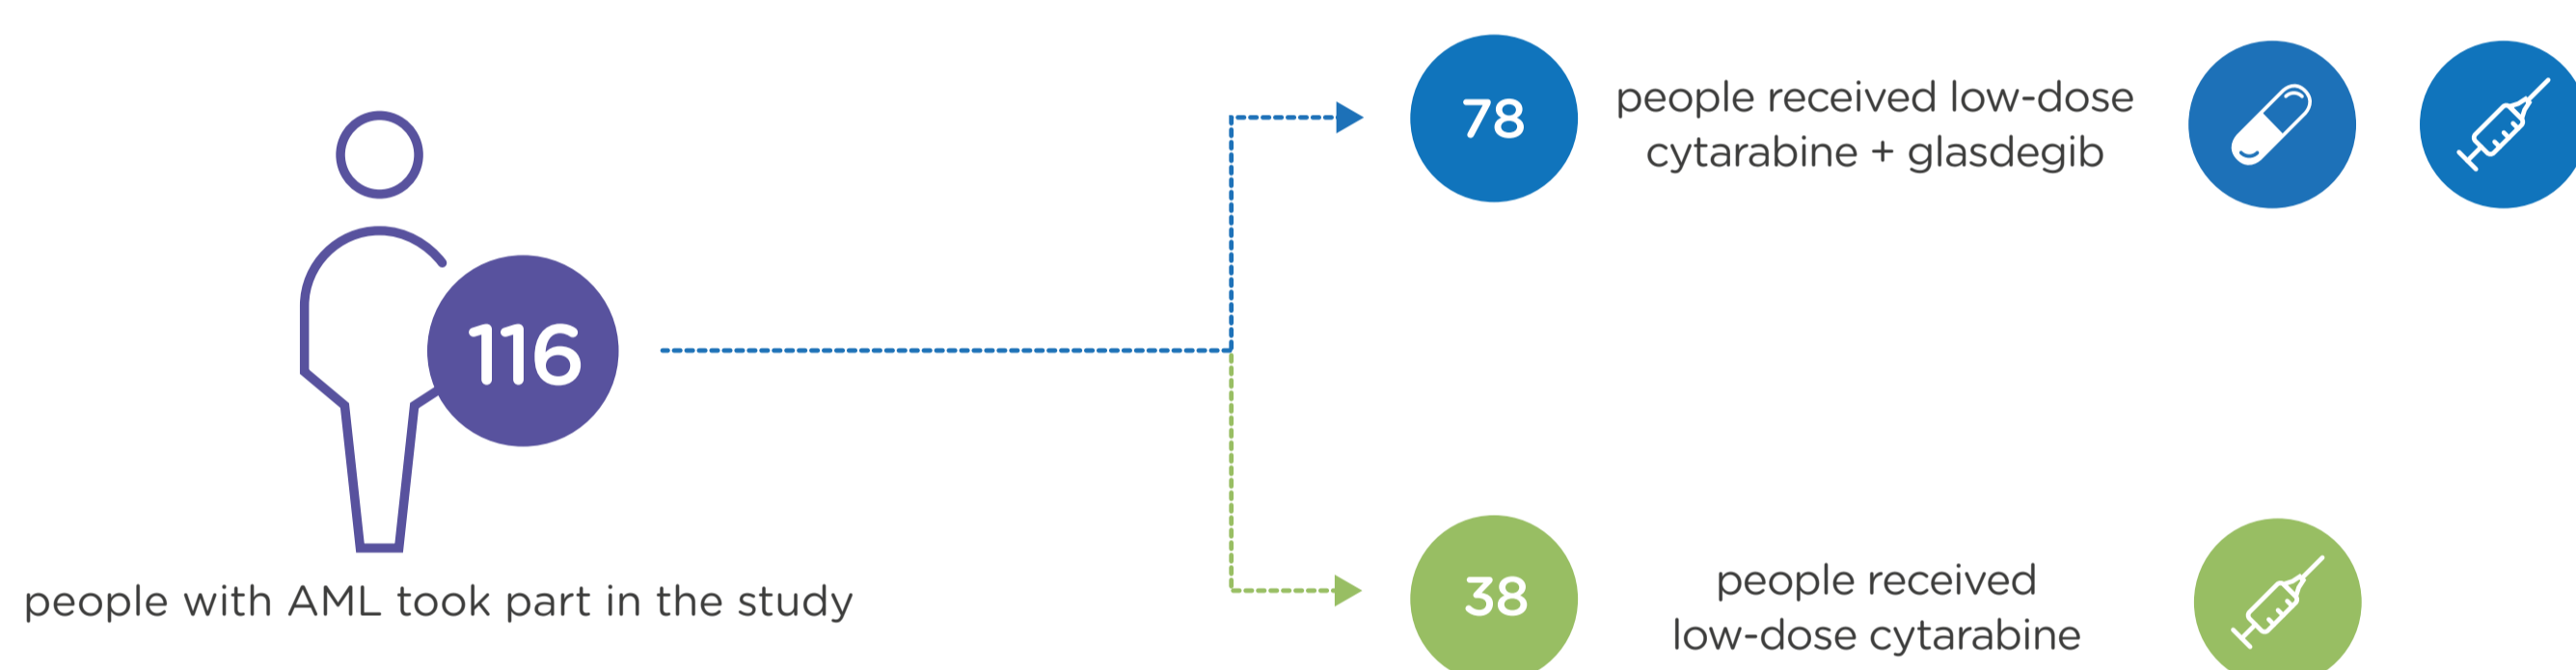 116
people with AML took part in the study
78
people received low-dose
cytarabine + glasdegib
38
people received
low-dose cytarabine